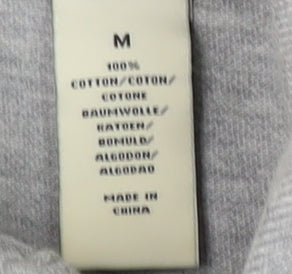 M
100%
COTTON/COTON/
COTONE
BAUMWOLLE/
KATOEN/
BOMULD/
ALGODON/
ALGODAO
MADE IN
CHINA